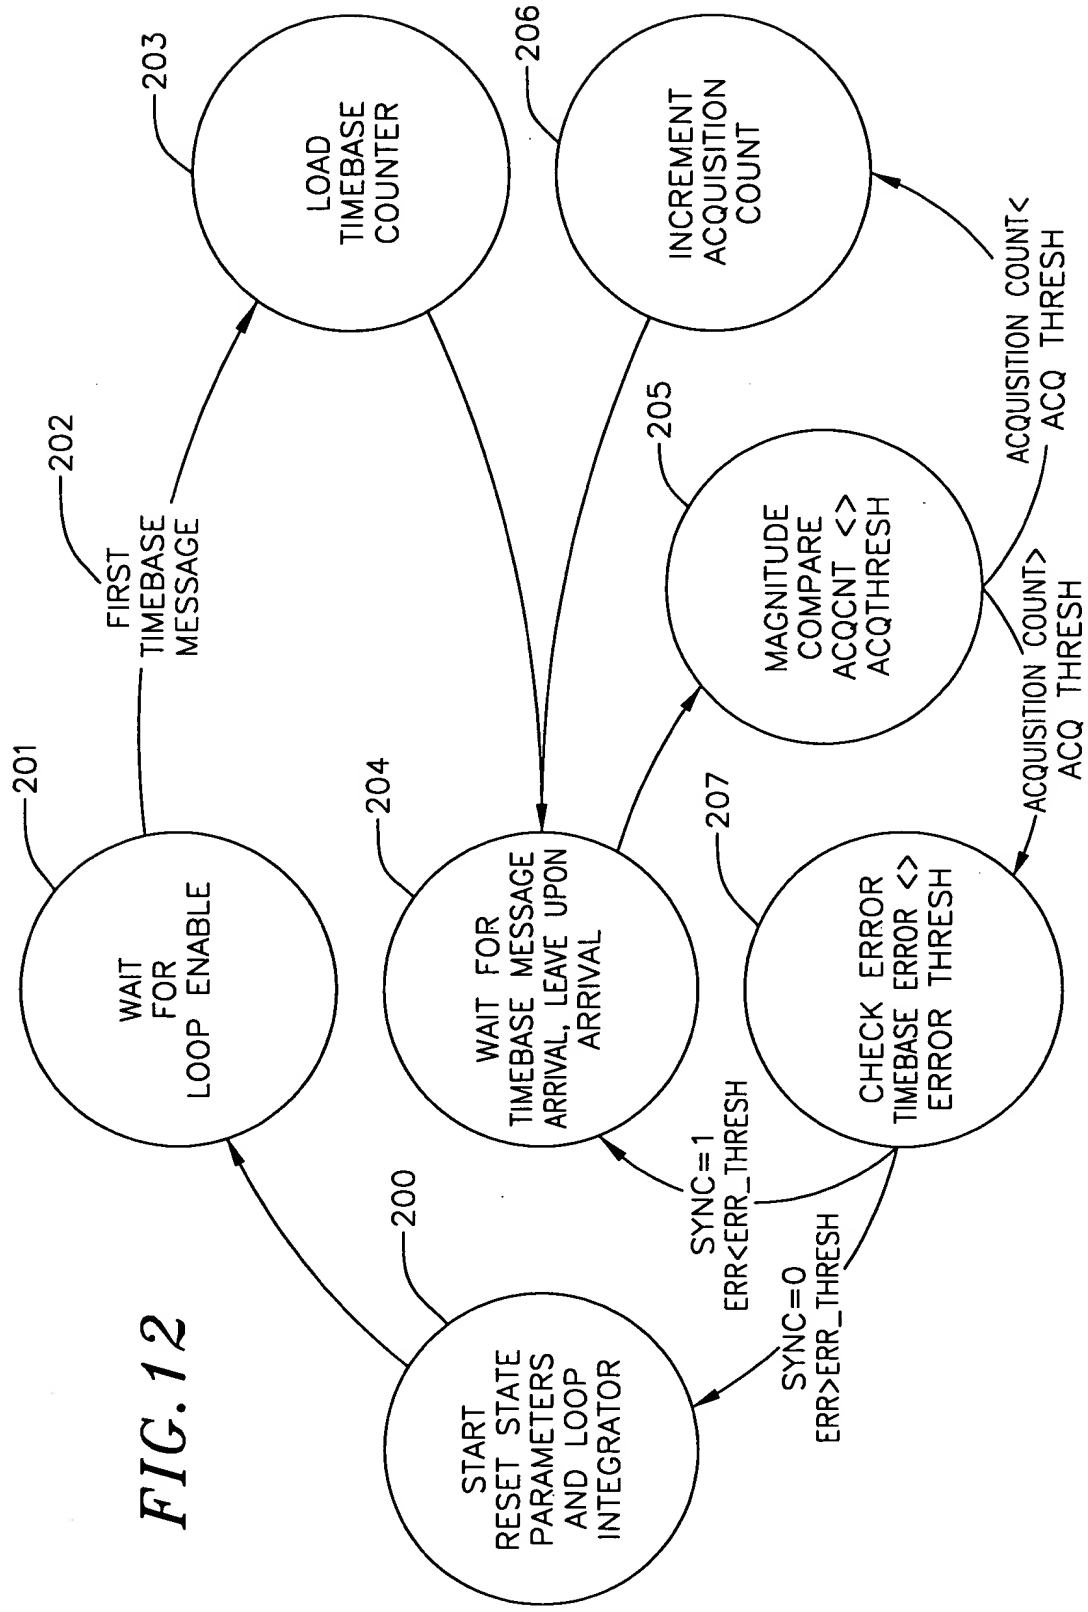 FIG.12
START
RESET STATE
PARAMETERS
AND LOOP
INTEGRATOR
200
WAIT
FOR
LOOP ENABLE
201
FIRST
TIMEBASE
MESSAGE
202
LOAD
TIMEBASE
COUNTER
203
WAIT FOR
TIMEBASE MESSAGE
ARRIVAL, LEAVE UPON
ARRIVAL
204
MAGNITUDE
COMPARE
ACQCNT <>
ACQTHRESH
205
INCREMENT
ACQUISITION
COUNT
206
ACQUISITION COUNT<
ACQ THRESH
ACQUISITION COUNT>
ACQ THRESH
CHECK ERROR
TIMEBASE ERROR <>
ERROR THRESH
207
SYNC=1
ERR<ERR_THRESH
SYNC=0
ERR>ERR_THRESH